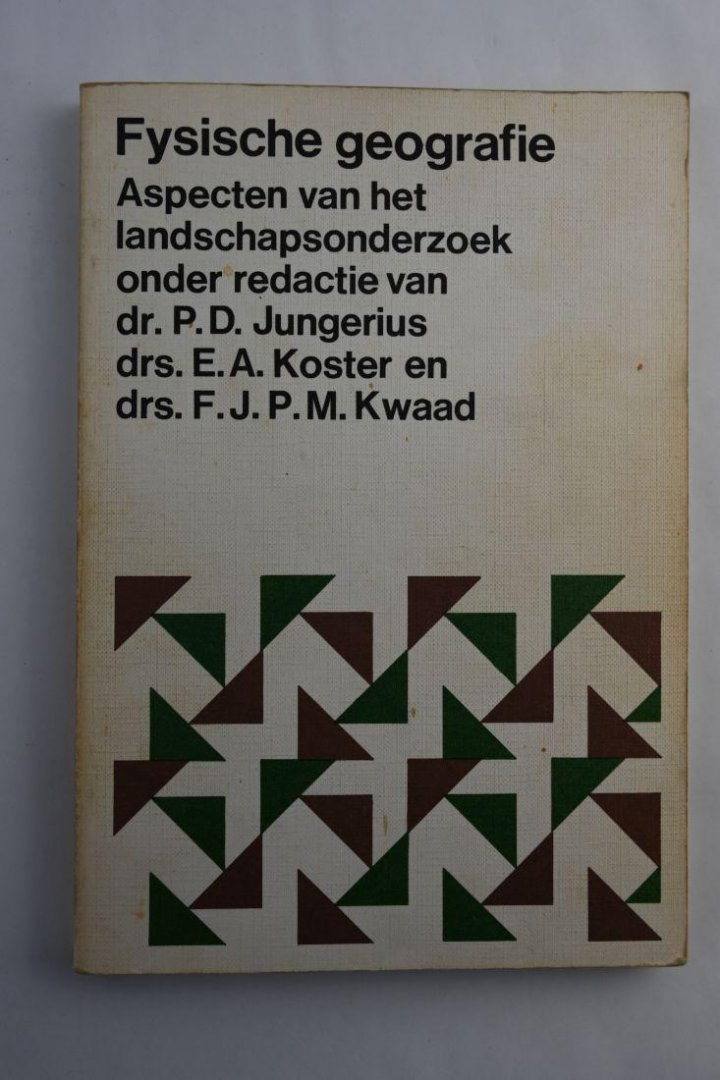 Fysische geografie
Aspecten van het
landschapsonderzoek
onder redactie van
dr. P.D. Jungerius
drs. E.A. Koster en
drs. F.J.P.M. Kwaad